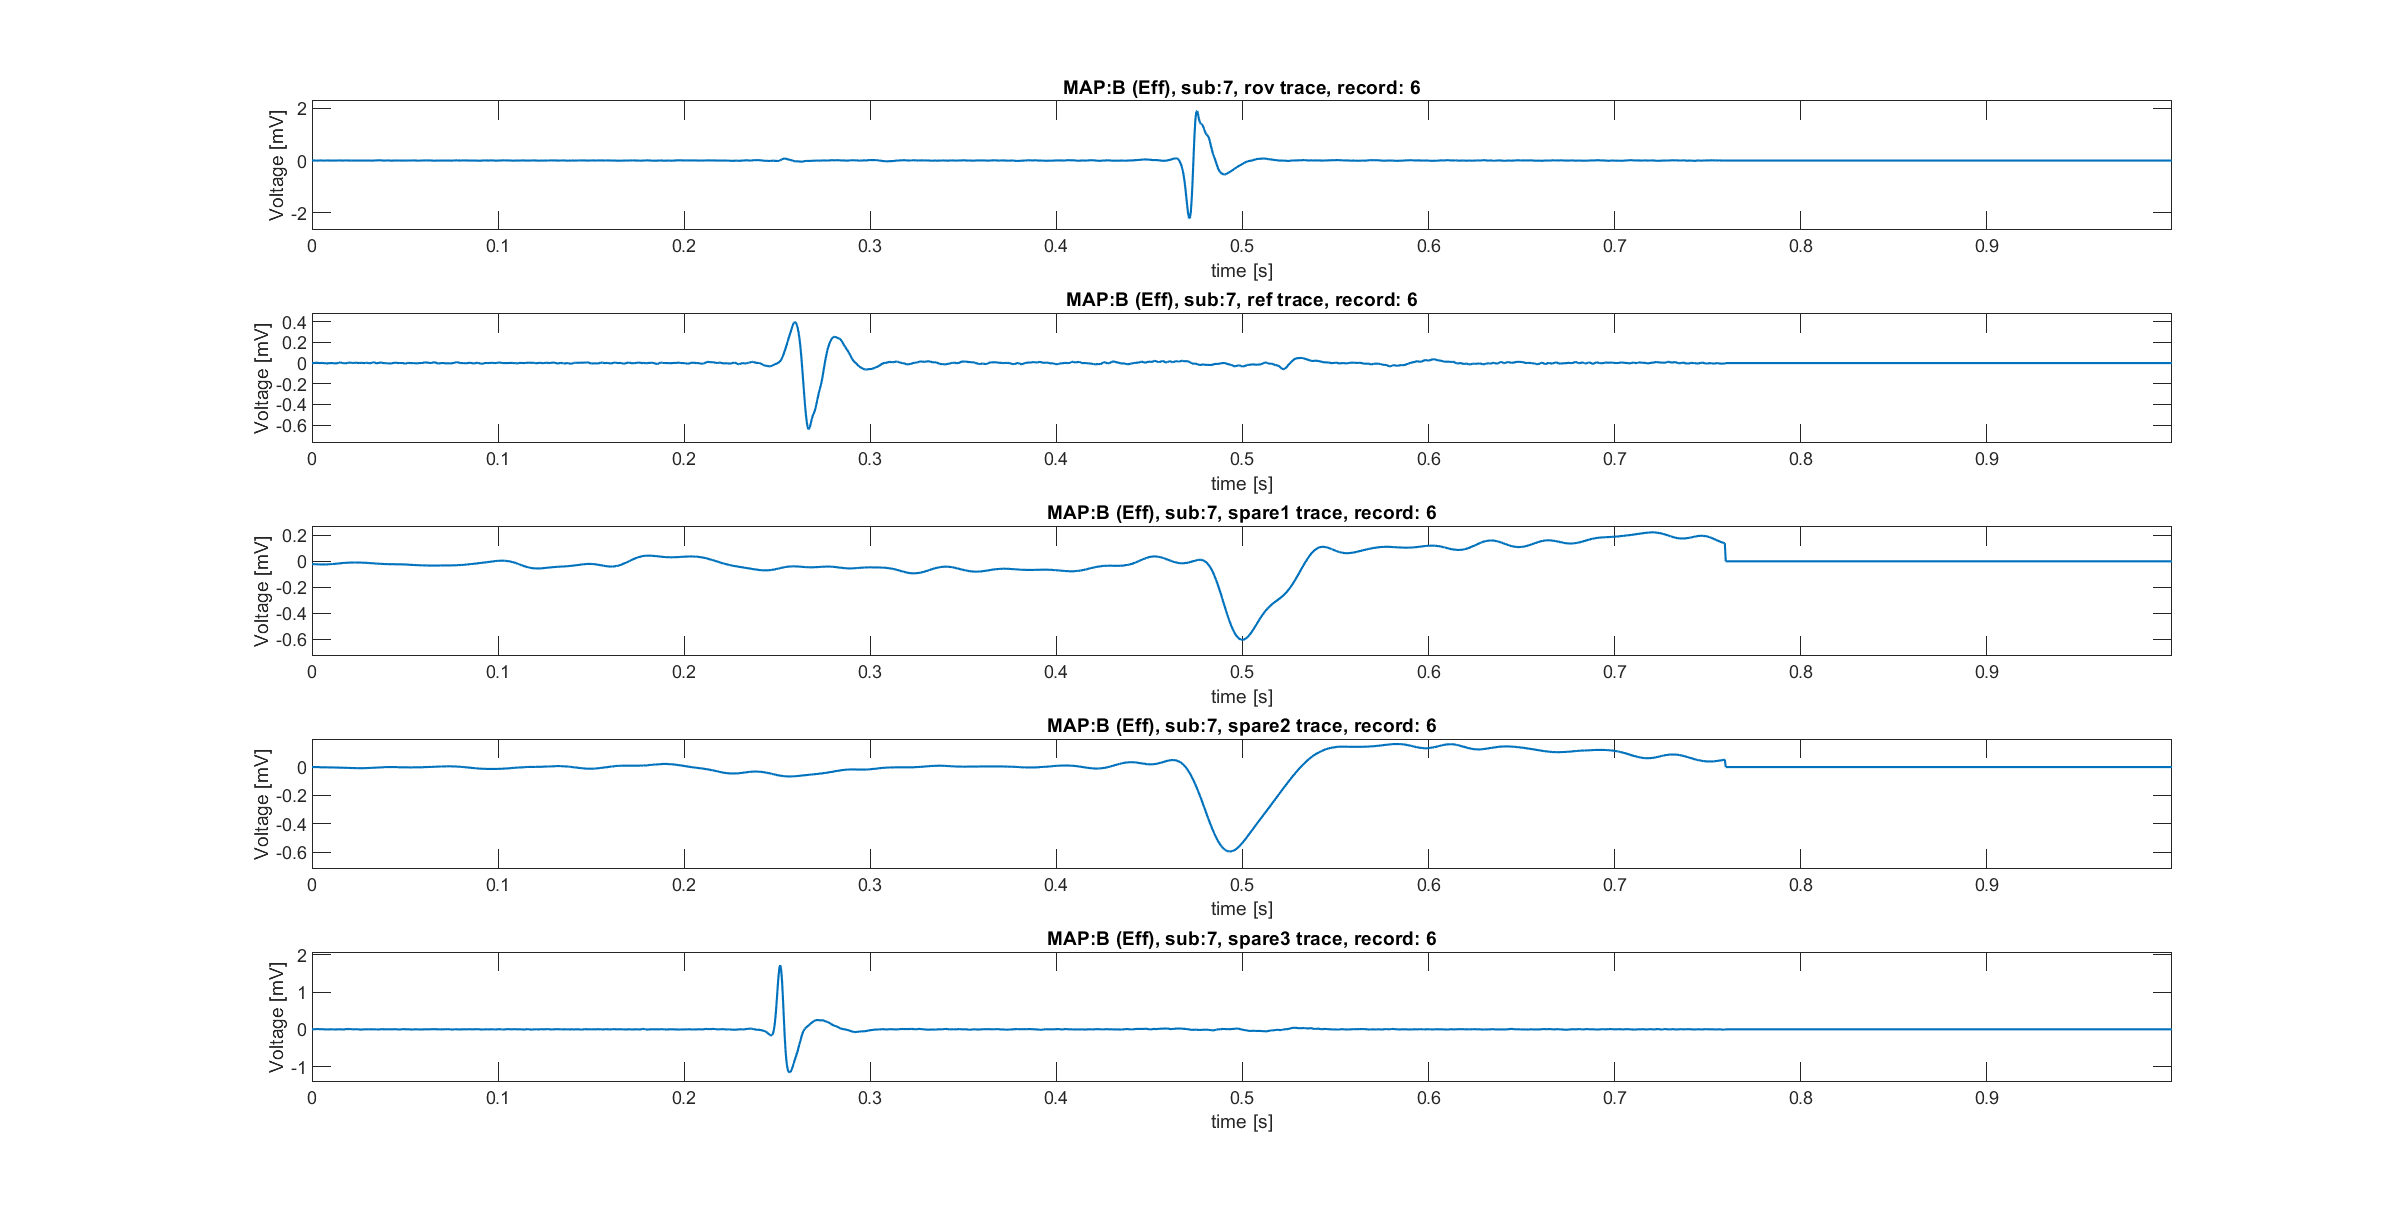 MAP:B (Eff), sub:7, rov trace, record: 6
Voltage [mV]
2
0
-2
0 0.1 0.2 0.3 0.4 0.5 0.6 0.7 0.8 0.9
time [s]
MAP:B (Eff), sub:7, ref trace, record: 6
Voltage [mV]
0.4
0.2
0
-0.2
-0.4
-0.6
0 0.1 0.2 0.3 0.4 0.5 0.6 0.7 0.8 0.9
time [s]
MAP:B (Eff), sub:7, spare1 trace, record: 6
Voltage [mV]
0.2
0
-0.2
-0.4
-0.6
0 0.1 0.2 0.3 0.4 0.5 0.6 0.7 0.8 0.9
time [s]
MAP:B (Eff), sub:7, spare2 trace, record: 6
Voltage [mV]
0
-0.2
-0.4
-0.6
0 0.1 0.2 0.3 0.4 0.5 0.6 0.7 0.8 0.9
time [s]
MAP:B (Eff), sub:7, spare3 trace, record: 6
Voltage [mV]
2
1
0
-1
0 0.1 0.2 0.3 0.4 0.5 0.6 0.7 0.8 0.9
time [s]